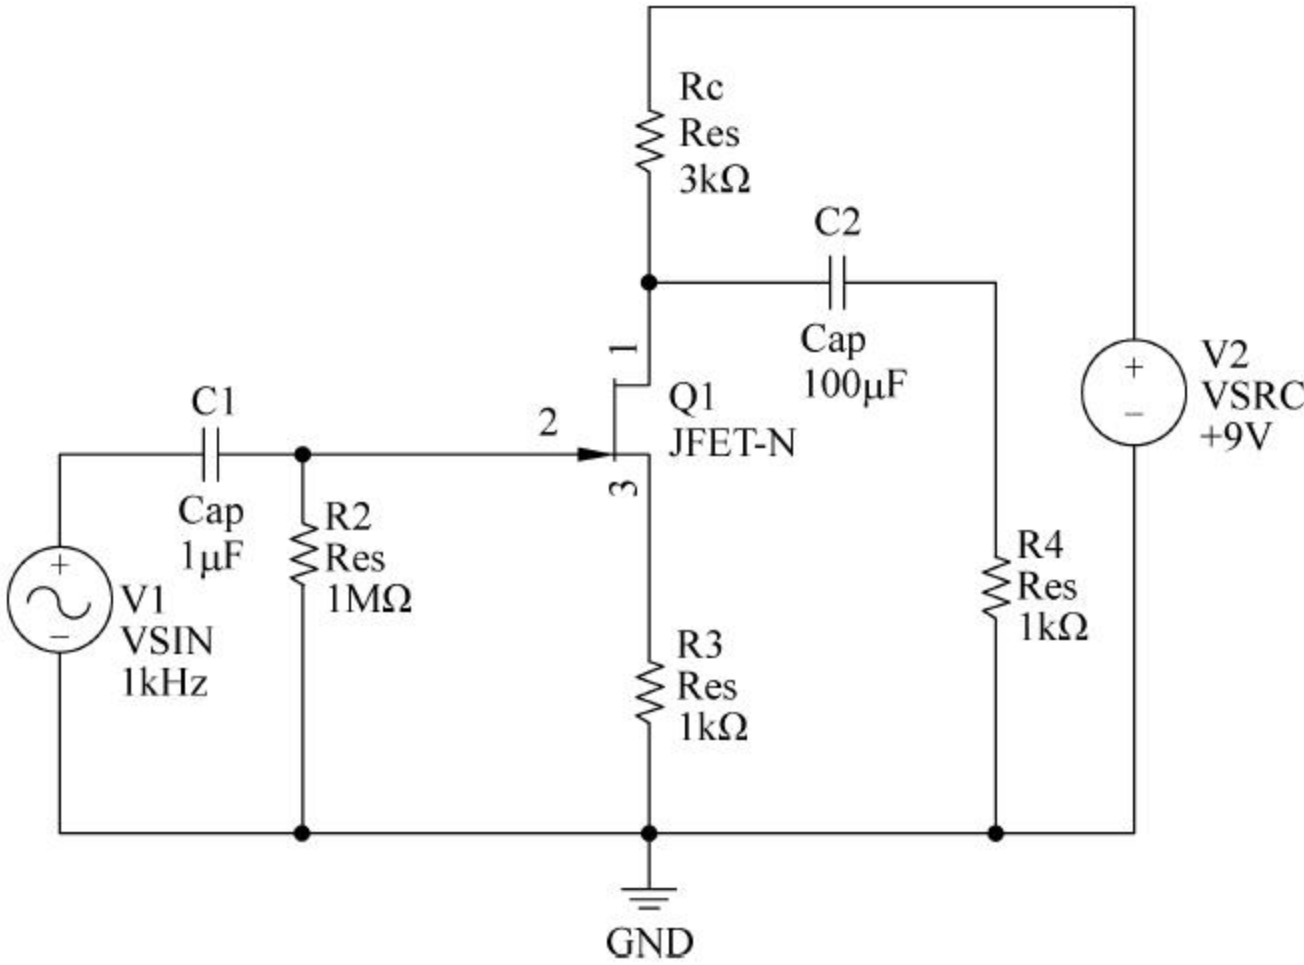 Rc
Res
3kΩ
C2
Cap
100μF
1
2
3
Q1
JFET-N
V2
VSRC
+
−
+9V
C1
Cap
1μF
R2
Res
1MΩ
+
−
V1
VSIN
1kHz
R3
Res
1kΩ
R4
Res
1kΩ
GND